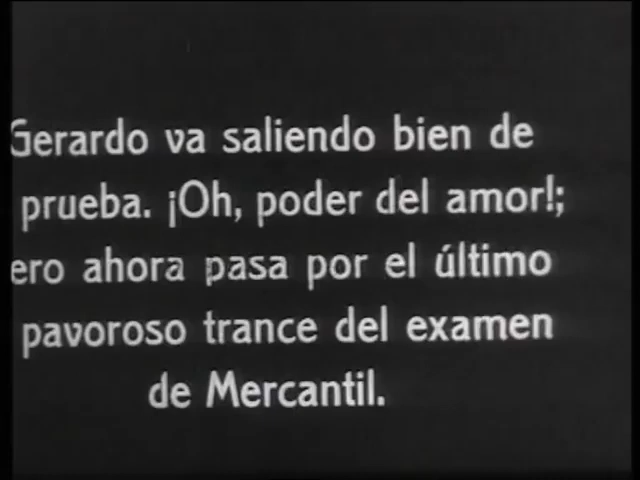 Gerardo va saliendo bien de
prueba. ¡Oh, poder del amor!;
ero ahora pasa por el último
pavoroso trance del examen
de Mercantil.